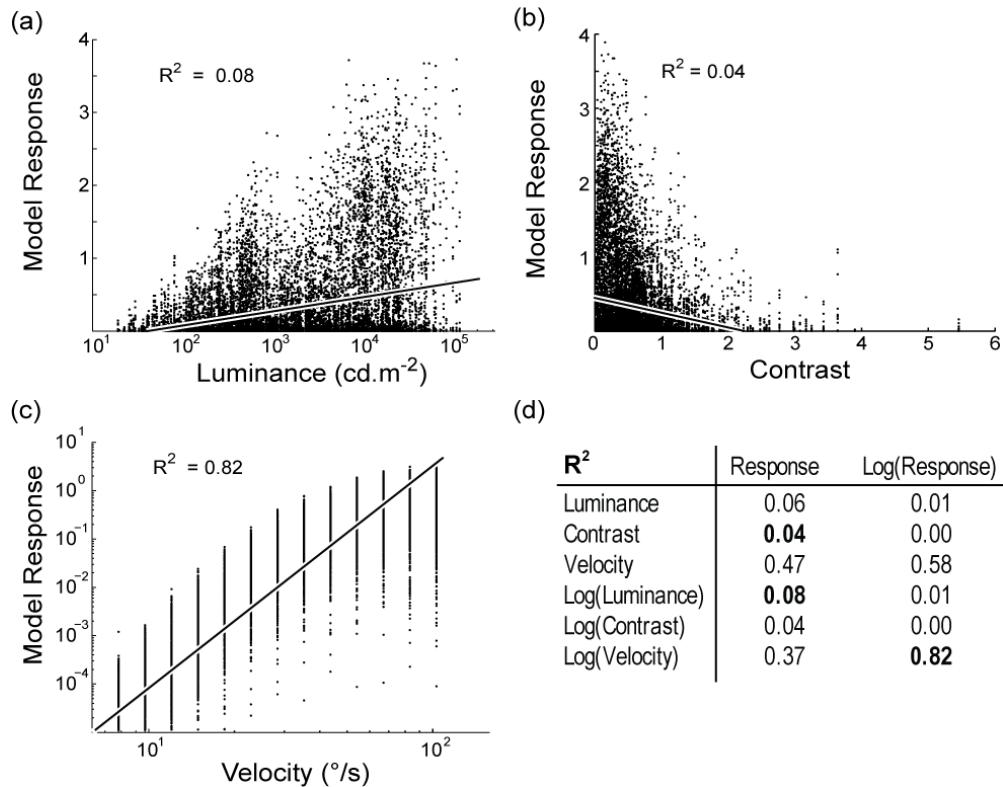 (a)
4
3
2
1
R² = 0.08
Model Response
10¹ 10² 10³ 10⁴ 10⁵
Luminance (cd.m⁻²)
(b)
4
3
2
1
R² = 0.04
Model Response
0 1 2 3 4 5 6
Contrast
(c)
10¹
10⁰
10⁻¹
10⁻²
10⁻³
10⁻⁴
R² = 0.82
Model Response
10¹ 10²
Velocity (°/s)
(d)
R² Response Log(Response)
Luminance 0.06 0.01
Contrast 0.04 0.00
Velocity 0.47 0.58
Log(Luminance) 0.08 0.01
Log(Contrast) 0.04 0.00
Log(Velocity) 0.37 0.82